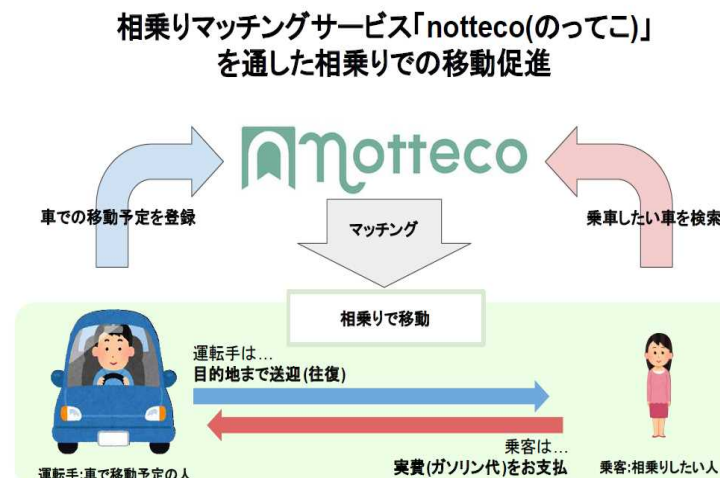 相乗りマッチングサービス「notteco(のってこ)」
を通した相乗りでの移動促進
notteco
車での移動予定を登録
マッチング
乗車したい車を検索
相乗りで移動
運転手は…
目的地まで送迎(往復)
乗客は…
実費(ガソリン代)をお支払
運転手:車で移動予定の人
乗客:相乗りしたい人